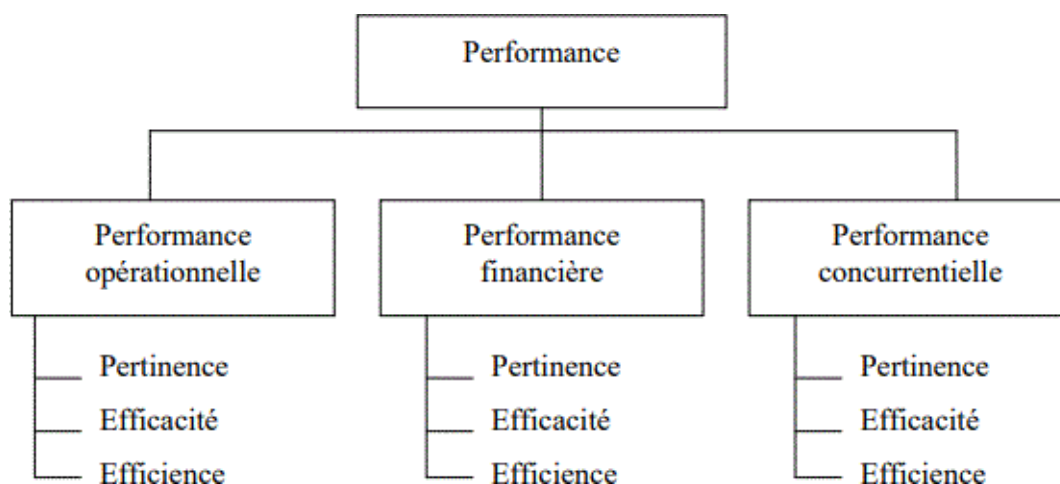 Performance
Performance
opérationnelle
Performance
financière
Performance
concurrentielle
Pertinence
Efficacité
Efficience
Pertinence
Efficacité
Efficience
Pertinence
Efficacité
Efficience